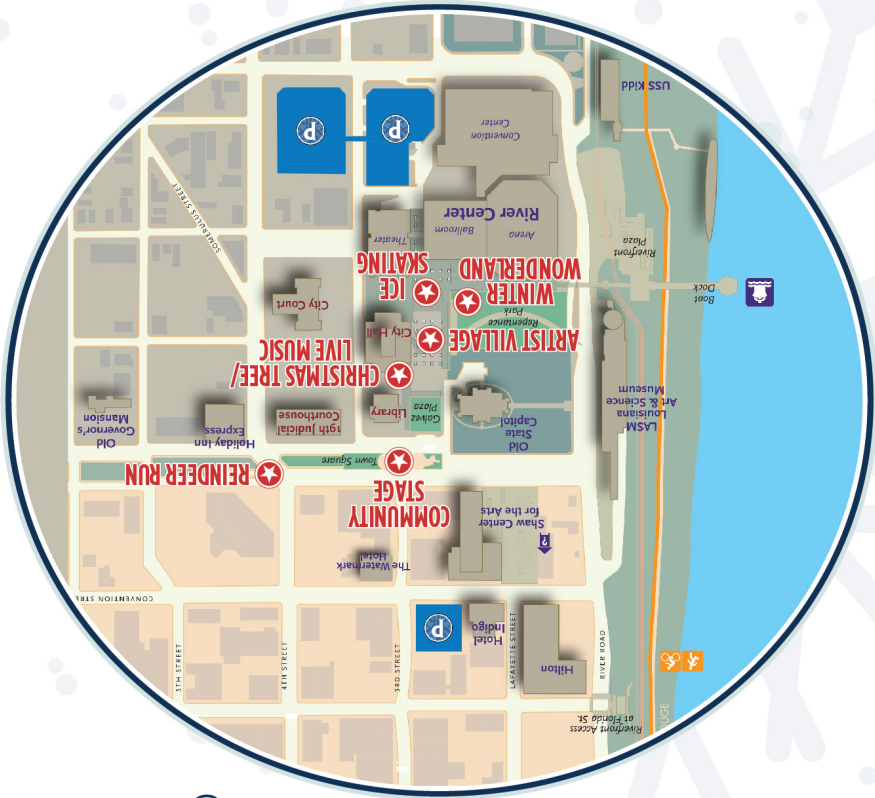 Riverfront Access
at Florida St.
UGE
RIVER ROAD
Hilton
LAFAYETTE STREET
Hotel
Indigo
P
3RD STREET
4TH STREET
5TH STREET
CONVENTION STRE
?
Shaw Center
for the Arts
The Watermark
Hotel
COMMUNITY
STAGE
Town Square
REINDEER RUN
LASM
Louisiana
Art & Science
Museum
Old
State
Capitol
Galvez
Plaza
Library
19th Judicial
Courthouse
Holiday Inn
Express
Old
Governor's
Mansion
CHRISTMAS TREE/
LIVE MUSIC
ARTIST VILLAGE
City Hall
City Court
Repentance
Park
WINTER
WONDERLAND
ICE
SKATING
Boat
Dock
Riverfront
Plaza
Arena
Ballroom
River Center
Theater
SOMERULUS STREET
Convention
Center
P
P
USS Kidd